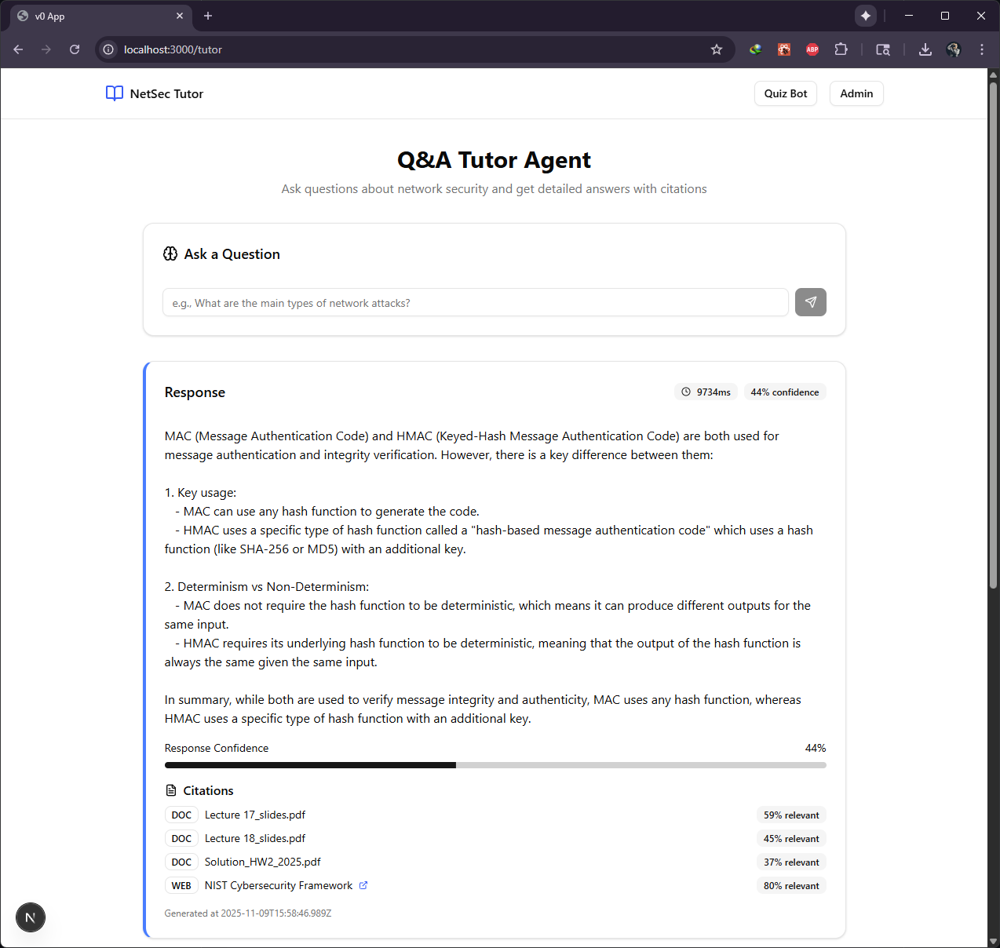 v0 App
localhost:3000/tutor
ABP
NetSec Tutor
Quiz Bot
Admin
Q&A Tutor Agent
Ask questions about network security and get detailed answers with citations
Ask a Question
e.g., What are the main types of network attacks?
Response
9734ms
44% confidence
MAC (Message Authentication Code) and HMAC (Keyed-Hash Message Authentication Code) are both used for
message authentication and integrity verification. However, there is a key difference between them:
1. Key usage:
- MAC can use any hash function to generate the code.
- HMAC uses a specific type of hash function called a "hash-based message authentication code" which uses a hash
function (like SHA-256 or MD5) with an additional key.
2. Determinism vs Non-Determinism:
- MAC does not require the hash function to be deterministic, which means it can produce different outputs for the
same input.
- HMAC requires its underlying hash function to be deterministic, meaning that the output of the hash function is
always the same given the same input.
In summary, while both are used to verify message integrity and authenticity, MAC uses any hash function, whereas
HMAC uses a specific type of hash function with an additional key.
Response Confidence 44%
Citations
DOC Lecture 17_slides.pdf 59% relevant
DOC Lecture 18_slides.pdf 45% relevant
DOC Solution_HW2_2025.pdf 37% relevant
WEB NIST Cybersecurity Framework 80% relevant
Generated at 2025-11-09T15:58:46.989Z
N